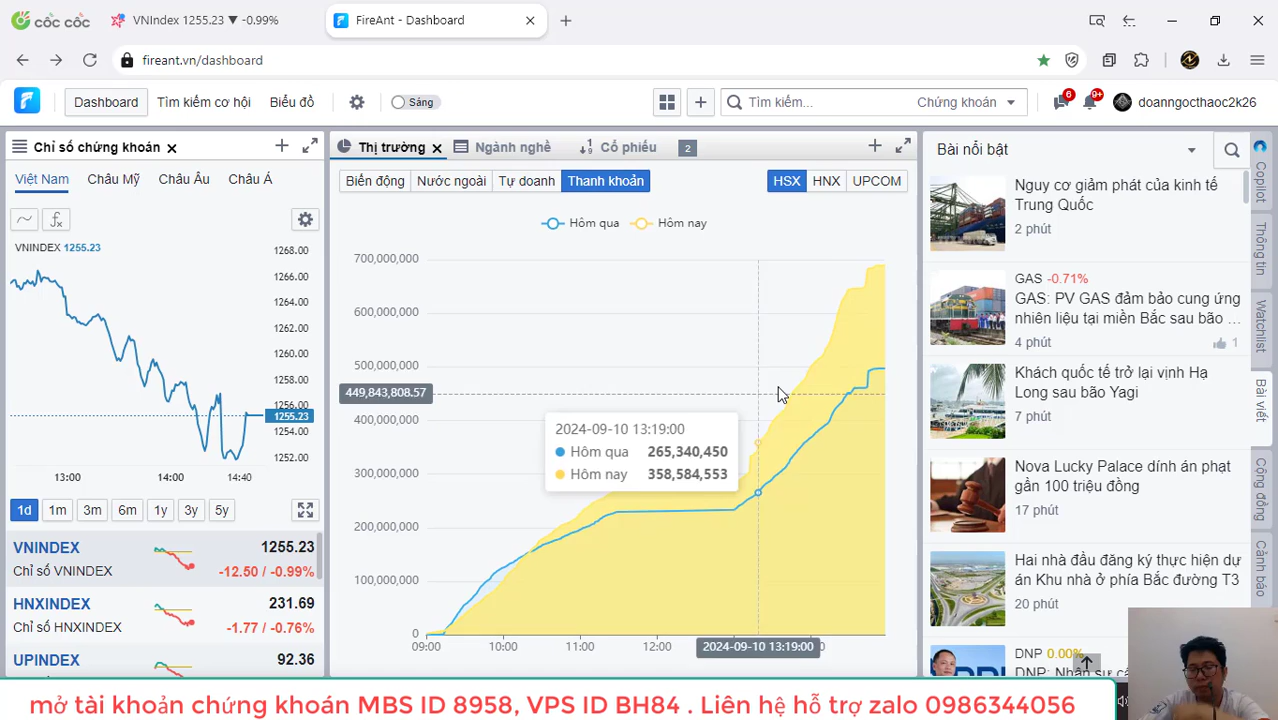 cốc cốc
VNIndex 1255.23 ▼ -0.99%
FireAnt - Dashboard
fireant.vn/dashboard
Dashboard
Tìm kiếm cơ hội
Biểu đồ
Sáng
Tìm kiếm...
Chứng khoán
6
9+
doanngocthaoc2k26
Chỉ số chứng khoán
Việt Nam
Châu Mỹ
Châu Âu
Châu Á
VNINDEX 1255.23
1268.00
1266.00
1264.00
1262.00
1260.00
1258.00
1256.00
1255.23
1254.00
1252.00
13:00
14:00
14:40
1d
1m
3m
6m
1y
3y
5y
VNINDEX
1255.23
Chỉ số VNINDEX
-12.50 / -0.99%
HNXINDEX
231.69
Chỉ số HNXINDEX
-1.77 / -0.76%
UPINDEX
92.36
Thị trường
Ngành nghề
Cổ phiếu
2
Biến động
Nước ngoài
Tự doanh
Thanh khoản
HSX
HNX
UPCOM
Hôm qua
Hôm nay
700,000,000
600,000,000
500,000,000
449,843,808.57
400,000,000
300,000,000
200,000,000
100,000,000
0
2024-09-10 13:19:00
Hôm qua 265,340,450
Hôm nay 358,584,553
09:00
10:00
11:00
12:00
2024-09-10 13:19:00
Bài nổi bật
Nguy cơ giảm phát của kinh tế
Trung Quốc
2 phút
GAS -0.71%
GAS: PV GAS đảm bảo cung ứng
nhiên liệu tại miền Bắc sau bão ...
4 phút
1
Khách quốc tế trở lại vịnh Hạ
Long sau bão Yagi
7 phút
Nova Lucky Palace dính án phạt
gần 100 triệu đồng
17 phút
Hai nhà đầu đăng ký thực hiện dự
án Khu nhà ở phía Bắc đường T3
20 phút
DNP 0.00%
Copilot
Thông tin
Watchlist
Bài viết
Cộng đồng
Cảnh báo
mở tài khoản chứng khoán MBS ID 8958, VPS ID BH84 . Liên hệ hỗ trợ zalo 0986344056